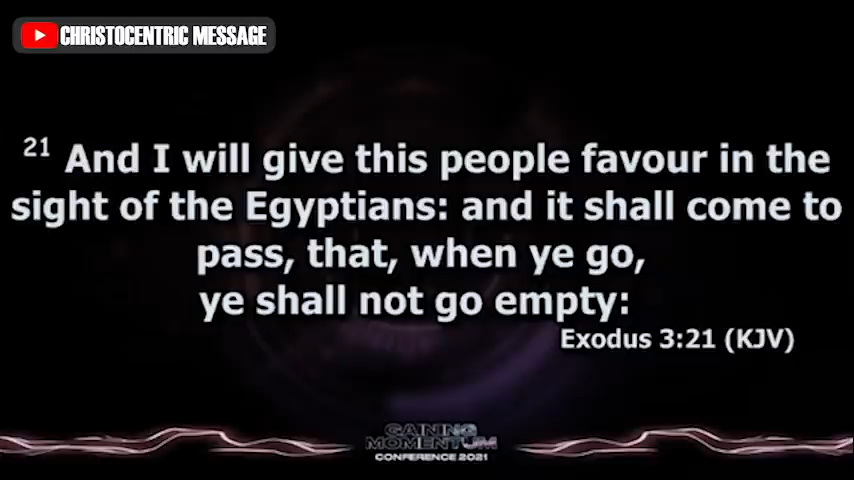 CHRISTOCENTRIC MESSAGE
21 And I will give this people favour in the
sight of the Egyptians: and it shall come to
pass, that, when ye go,
ye shall not go empty:
Exodus 3:21 (KJV)
GAINING
MOMENTUM
CONFERENCE 2021